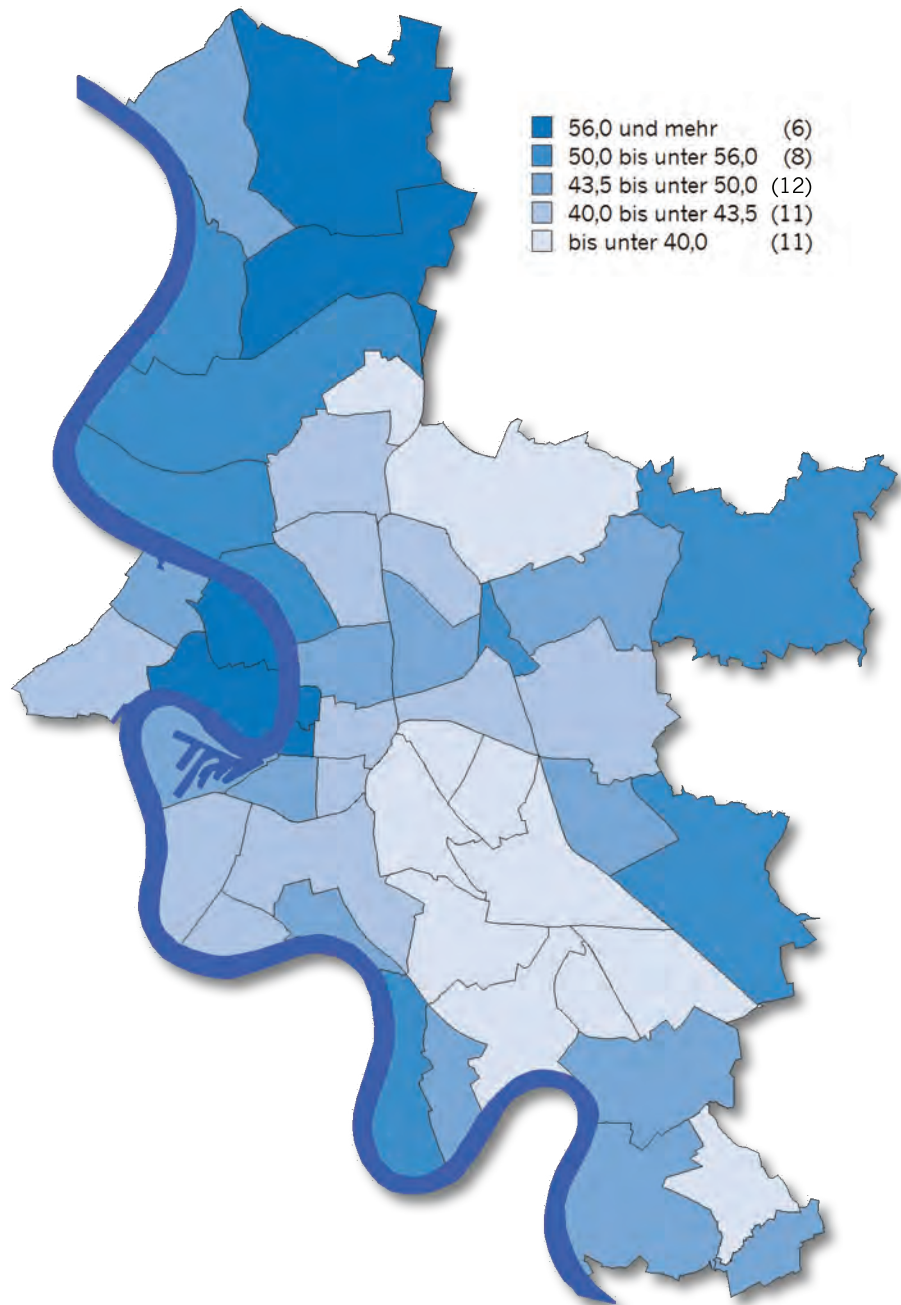 56,0 und mehr (6)
50,0 bis unter 56,0 (8)
43,5 bis unter 50,0 (12)
40,0 bis unter 43,5 (11)
bis unter 40,0 (11)